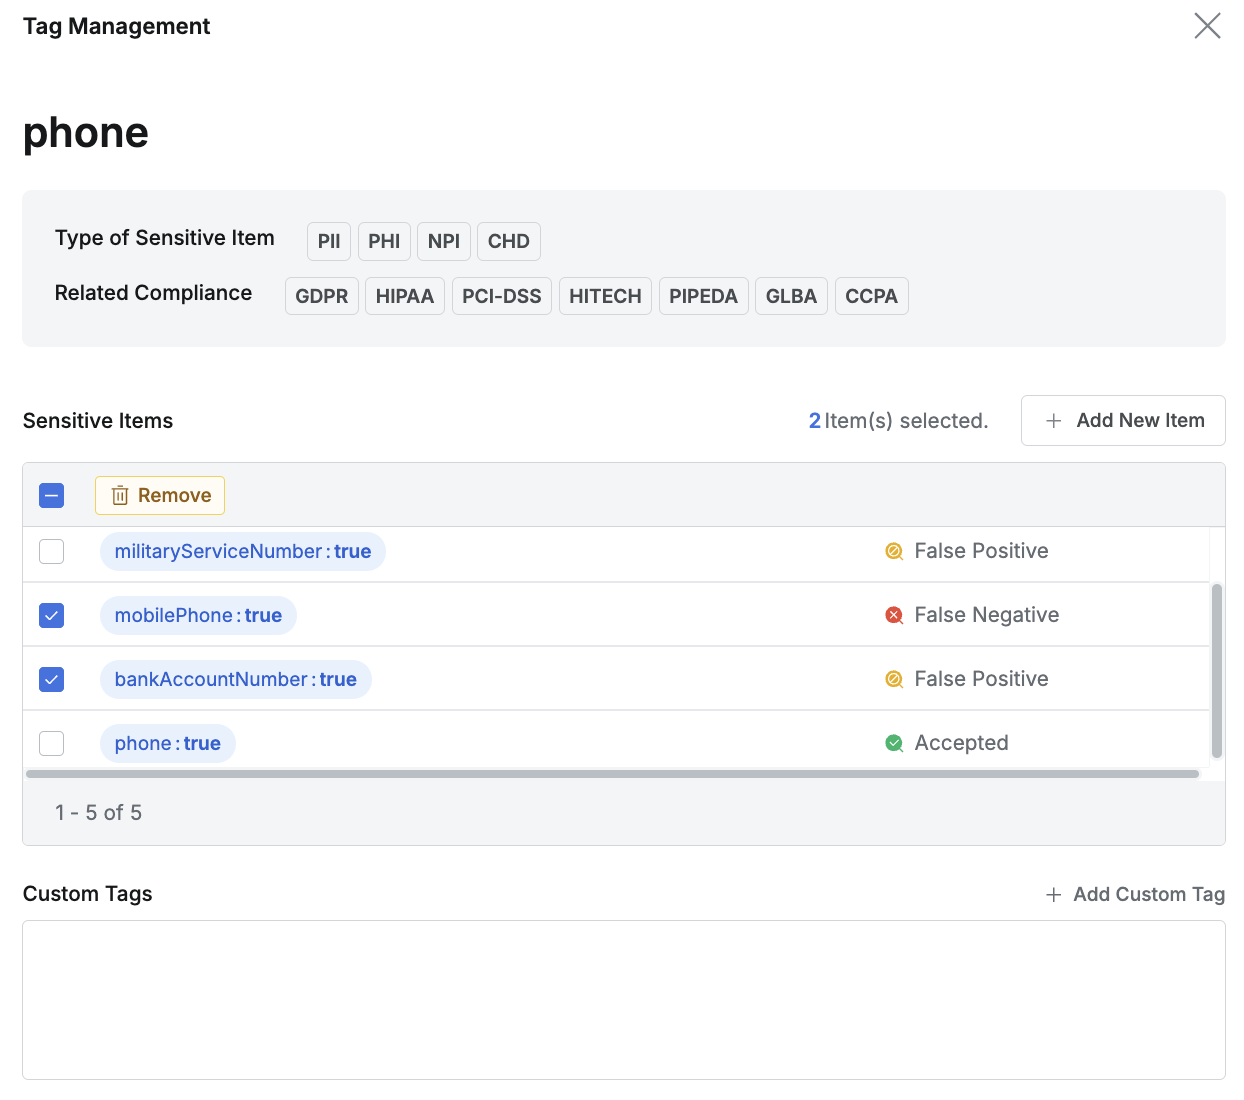 Tag Management
phone
Type of Sensitive Item PII PHI NPI CHD
Related Compliance GDPR HIPAA PCI-DSS HITECH PIPEDA GLBA CCPA
Sensitive Items 2 Item(s) selected. + Add New Item
Remove
militaryServiceNumber:true False Positive
mobilePhone:true False Negative
bankAccountNumber:true False Positive
phone:true Accepted
1 - 5 of 5
Custom Tags + Add Custom Tag